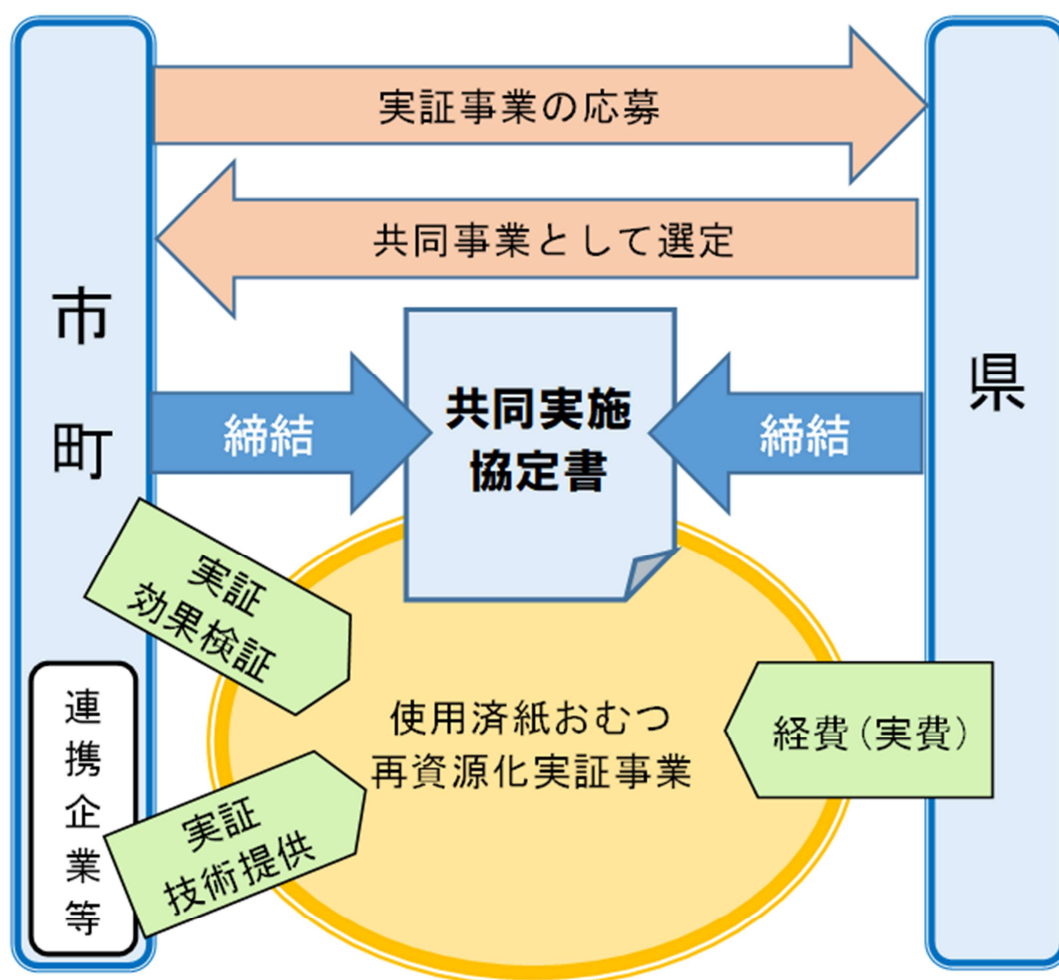 実証事業の応募
共同事業として選定
市町
県
締結
共同実施
協定書
締結
実証
効果検証
連携企業等
実証
技術提供
使用済紙おむつ
再資源化実証事業
経費(実費)